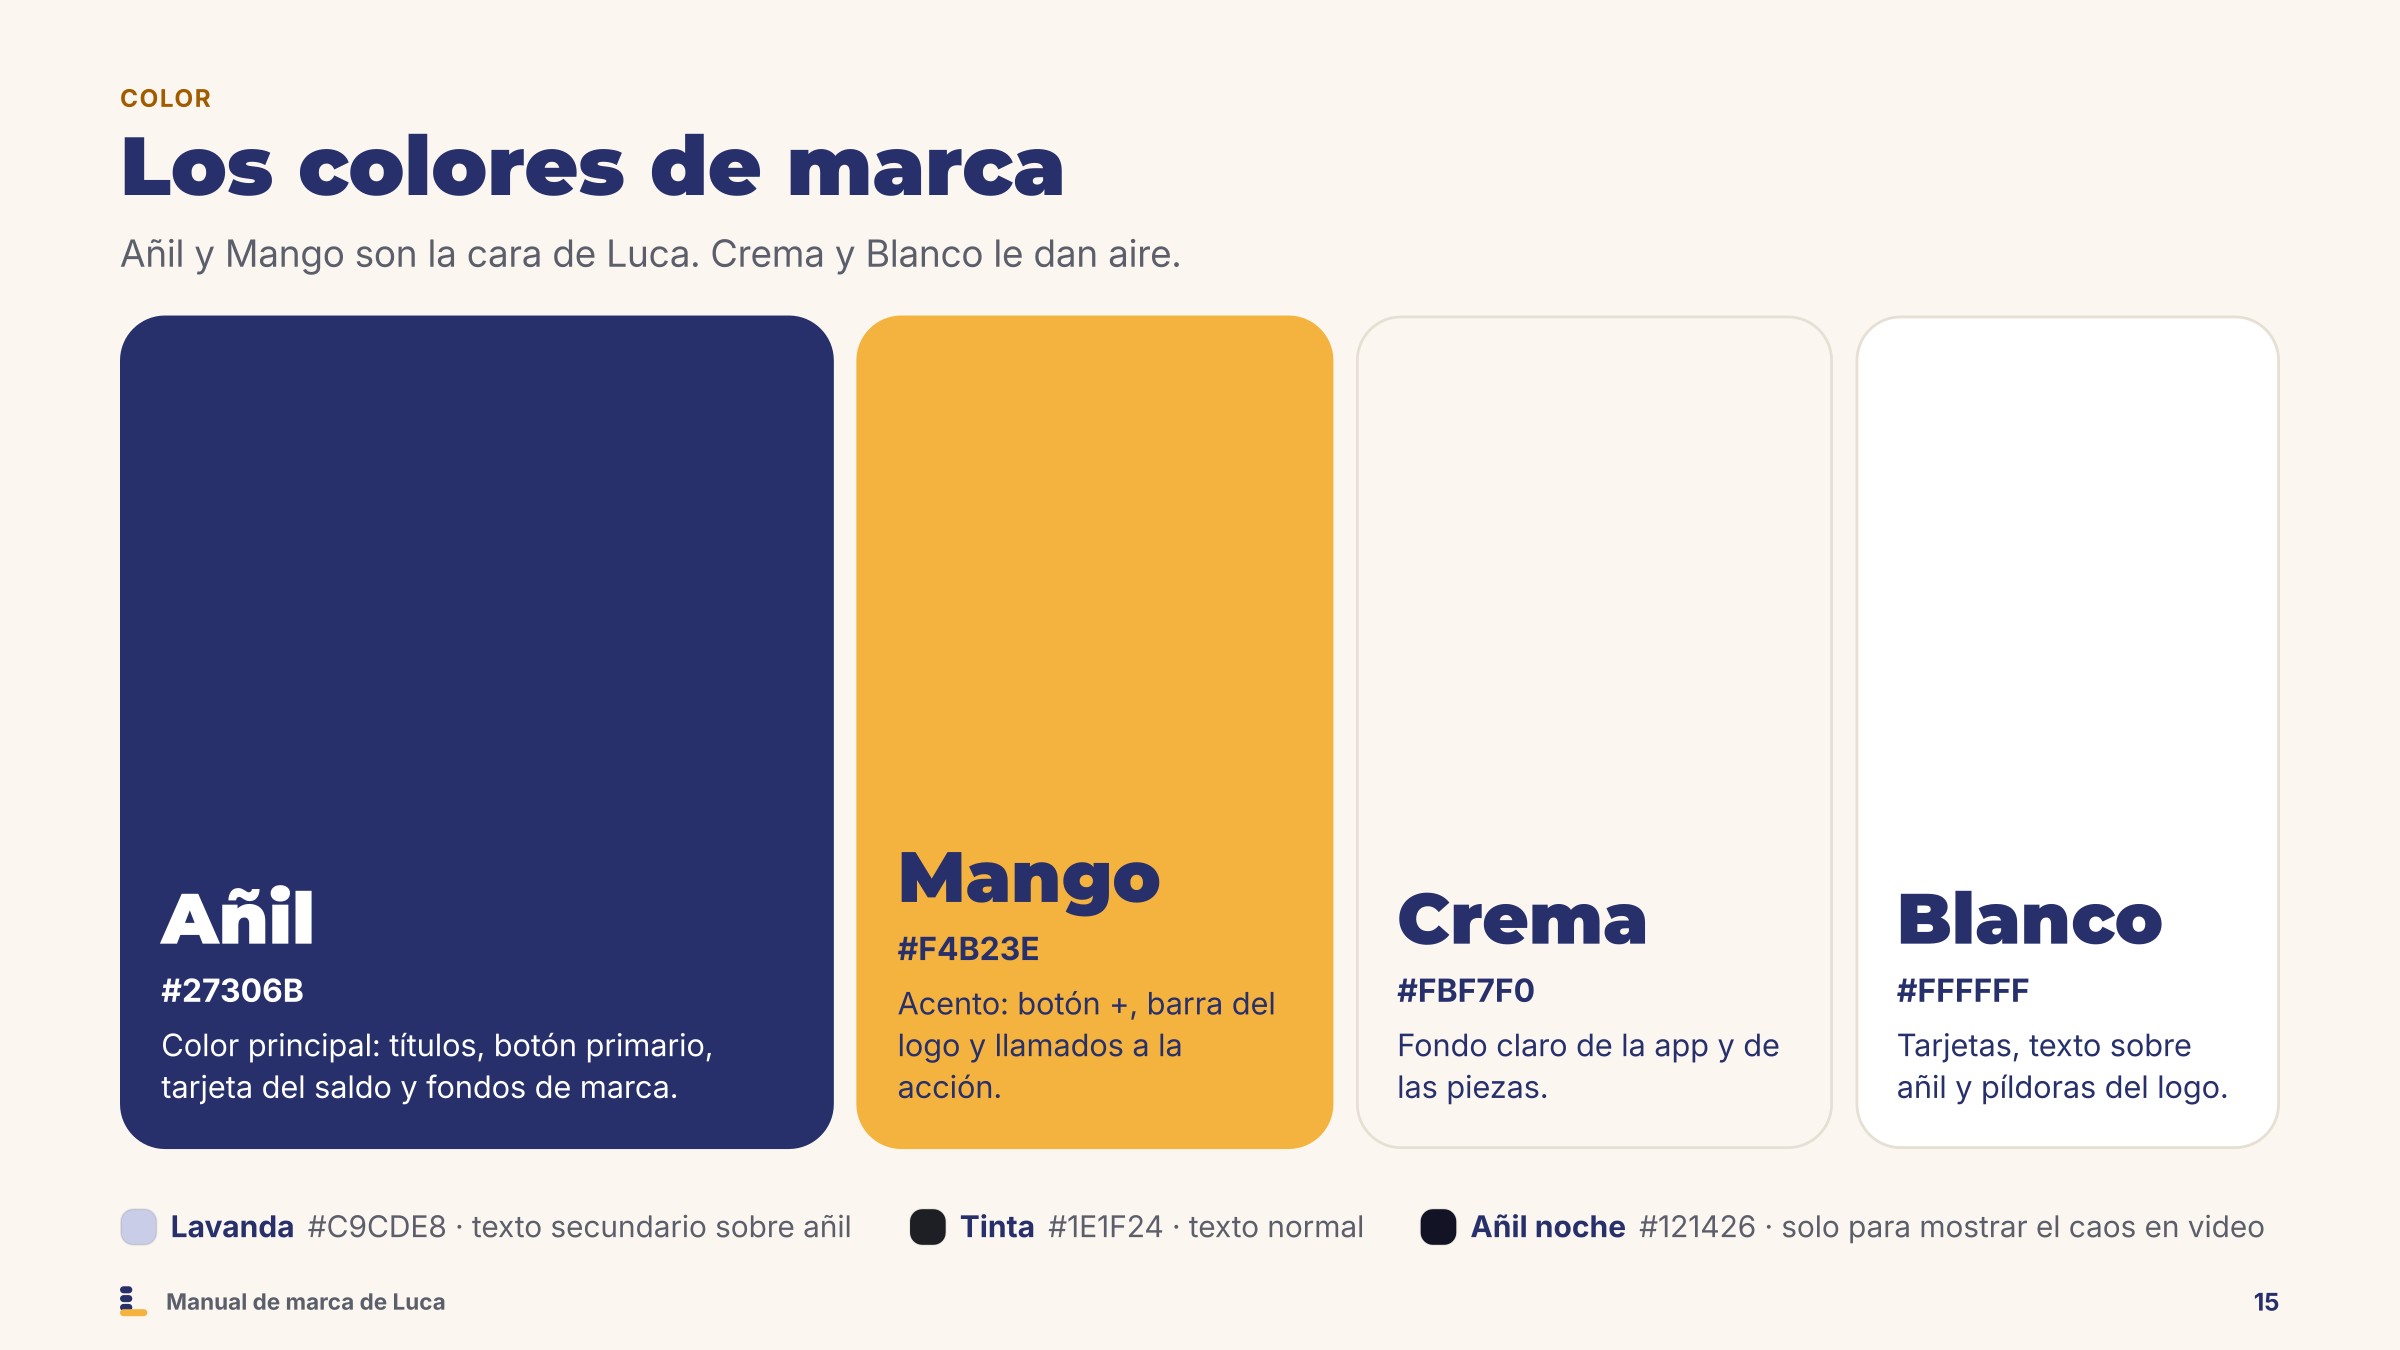 COLOR
Los colores de marca
Añil y Mango son la cara de Luca. Crema y Blanco le dan aire.
Añil
#27306B
Color principal: títulos, botón primario,
tarjeta del saldo y fondos de marca.
Mango
#F4B23E
Acento: botón +, barra del
logo y llamados a la
acción.
Crema
#FBF7F0
Fondo claro de la app y de
las piezas.
Blanco
#FFFFFF
Tarjetas, texto sobre
añil y píldoras del logo.
Lavanda #C9CDE8 · texto secundario sobre añil
Tinta #1E1F24 · texto normal
Añil noche #121426 · solo para mostrar el caos en video
Manual de marca de Luca
15